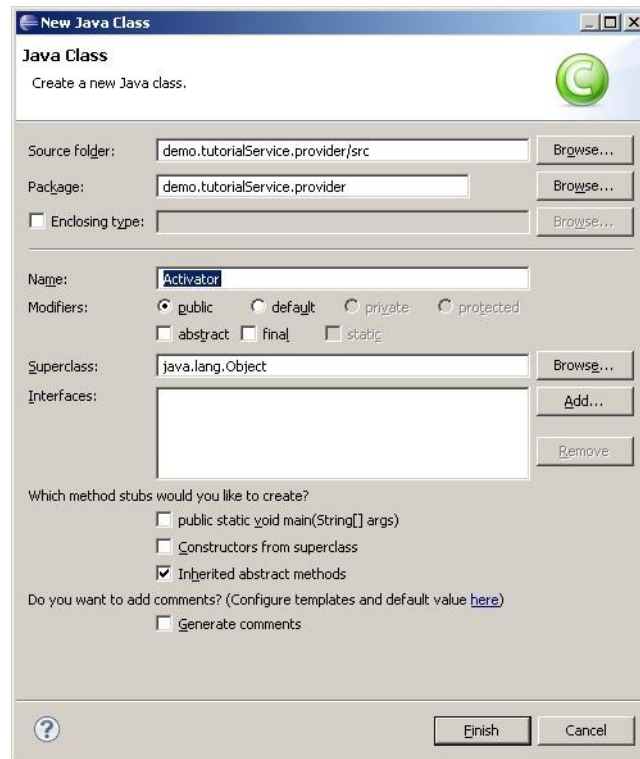 New Java Class
Java Class
Create a new Java class.
Source folder: demo.tutorialService.provider/src Browse...
Package: demo.tutorialService.provider Browse...
Enclosing type: Browse...
Name: Activator
Modifiers: public default private protected
abstract final static
Superclass: java.lang.Object Browse...
Interfaces: Add...
Remove
Which method stubs would you like to create?
public static void main(String[] args)
Constructors from superclass
Inherited abstract methods
Do you want to add comments? (Configure templates and default value here)
Generate comments
? Finish Cancel